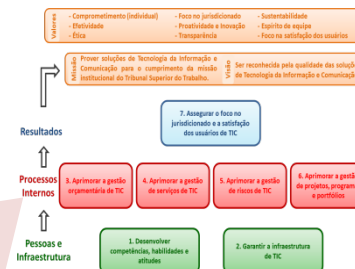 Valores
- Comprometimento (individual)
- Efetividade
- Ética
- Foco no jurisdicionado
- Proatividade e Inovação
- Transparência
- Sustentabilidade
- Espírito de equipe
- Foco na satisfação dos usuários
Missão
Prover soluções de Tecnologia da Informação e
Comunicação para o cumprimento da missão
institucional do Tribunal Superior do Trabalho.
Visão
Ser reconhecida pela qualidade das soluções
de Tecnologia da Informação e Comunicação
Resultados
7. Assegurar o foco no
jurisdicionado e a satisfação
dos usuários de TIC
Processos
Internos
3. Aprimorar a gestão
orçamentária de TIC
4. Aprimorar a gestão
de serviços de TIC
5. Aprimorar a gestão
de riscos de TIC
6. Aprimorar a gestã
de projetos, program
e portfólios
Pessoas e
Infraestrutura
1. Desenvolver
competências, habilidades e
atitudes
2. Garantir a infraestrutura
de TIC